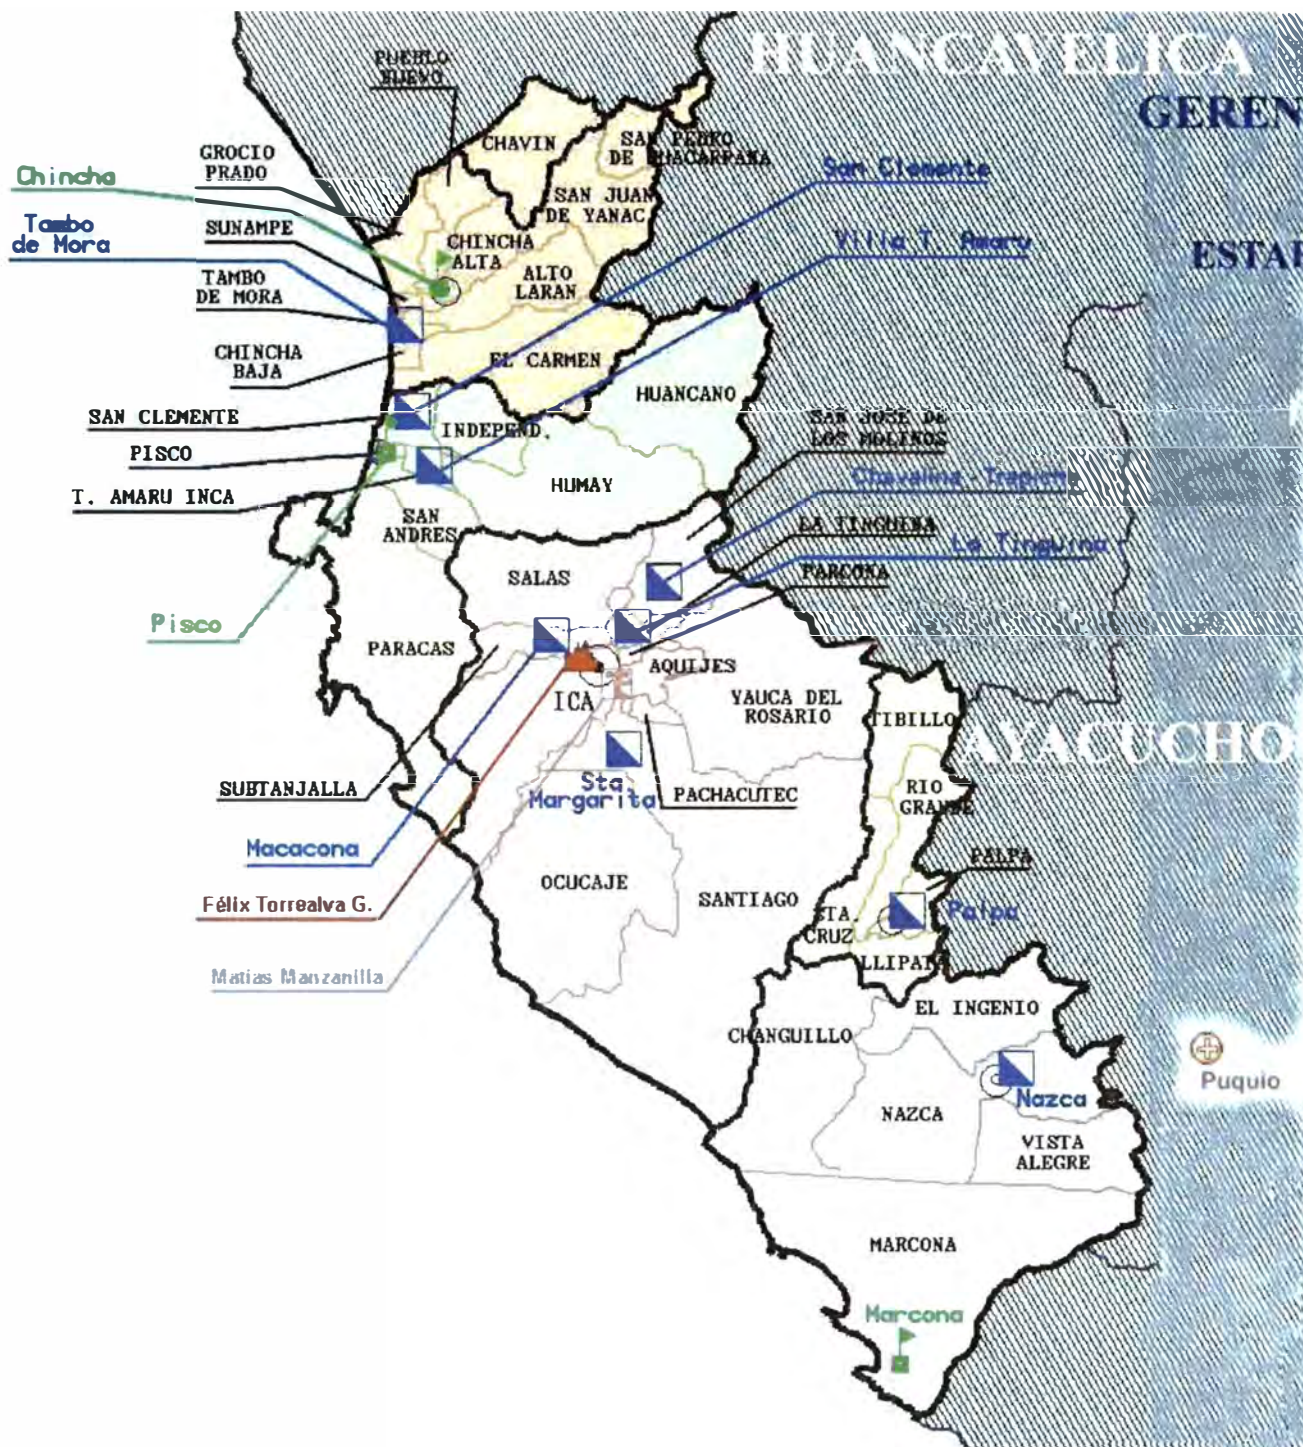 HUANCAVELICA
GEREN
PUEBLO
NUEVO
CHAVIN
SAN PEDRO
DE HUACARPANA
GROCIO
PRADO
Chincha
San Clemente
SAN JUAN
DE YANAC
Tambo
de Mora
SUNAMPE
CHINCHA
ALTA
Villa T. Amaru
ESTAB
TAMBO
DE MORA
ALTO
LARAN
CHINCHA
BAJA
EL CARMEN
HUANCANO
SAN CLEMENTE
INDEPEND.
SAN JOSE DE
LOS MOLINOS
PISCO
T. AMARU INCA
HUMAY
SAN
ANDRES
LA TINGUINA
La Tinguina
SALAS
PARCONA
Pisco
PARACAS
AQUIJES
ICA
YAUCA DEL
ROSARIO
TIBILLO
AYACUCHO
SUBTANJALLA
Sta
Margarita
PACHACUTEC
RIO
GRANDE
Macacona
PALPA
OCUCAJE
SANTIAGO
Félix Torrealva G.
STA.
CRUZ
Palpa
Matias Manzanilla
EL INGENIO
CHANGUILLO
Puquio
Nazca
NAZCA
VISTA
ALEGRE
MARCONA
Marcona